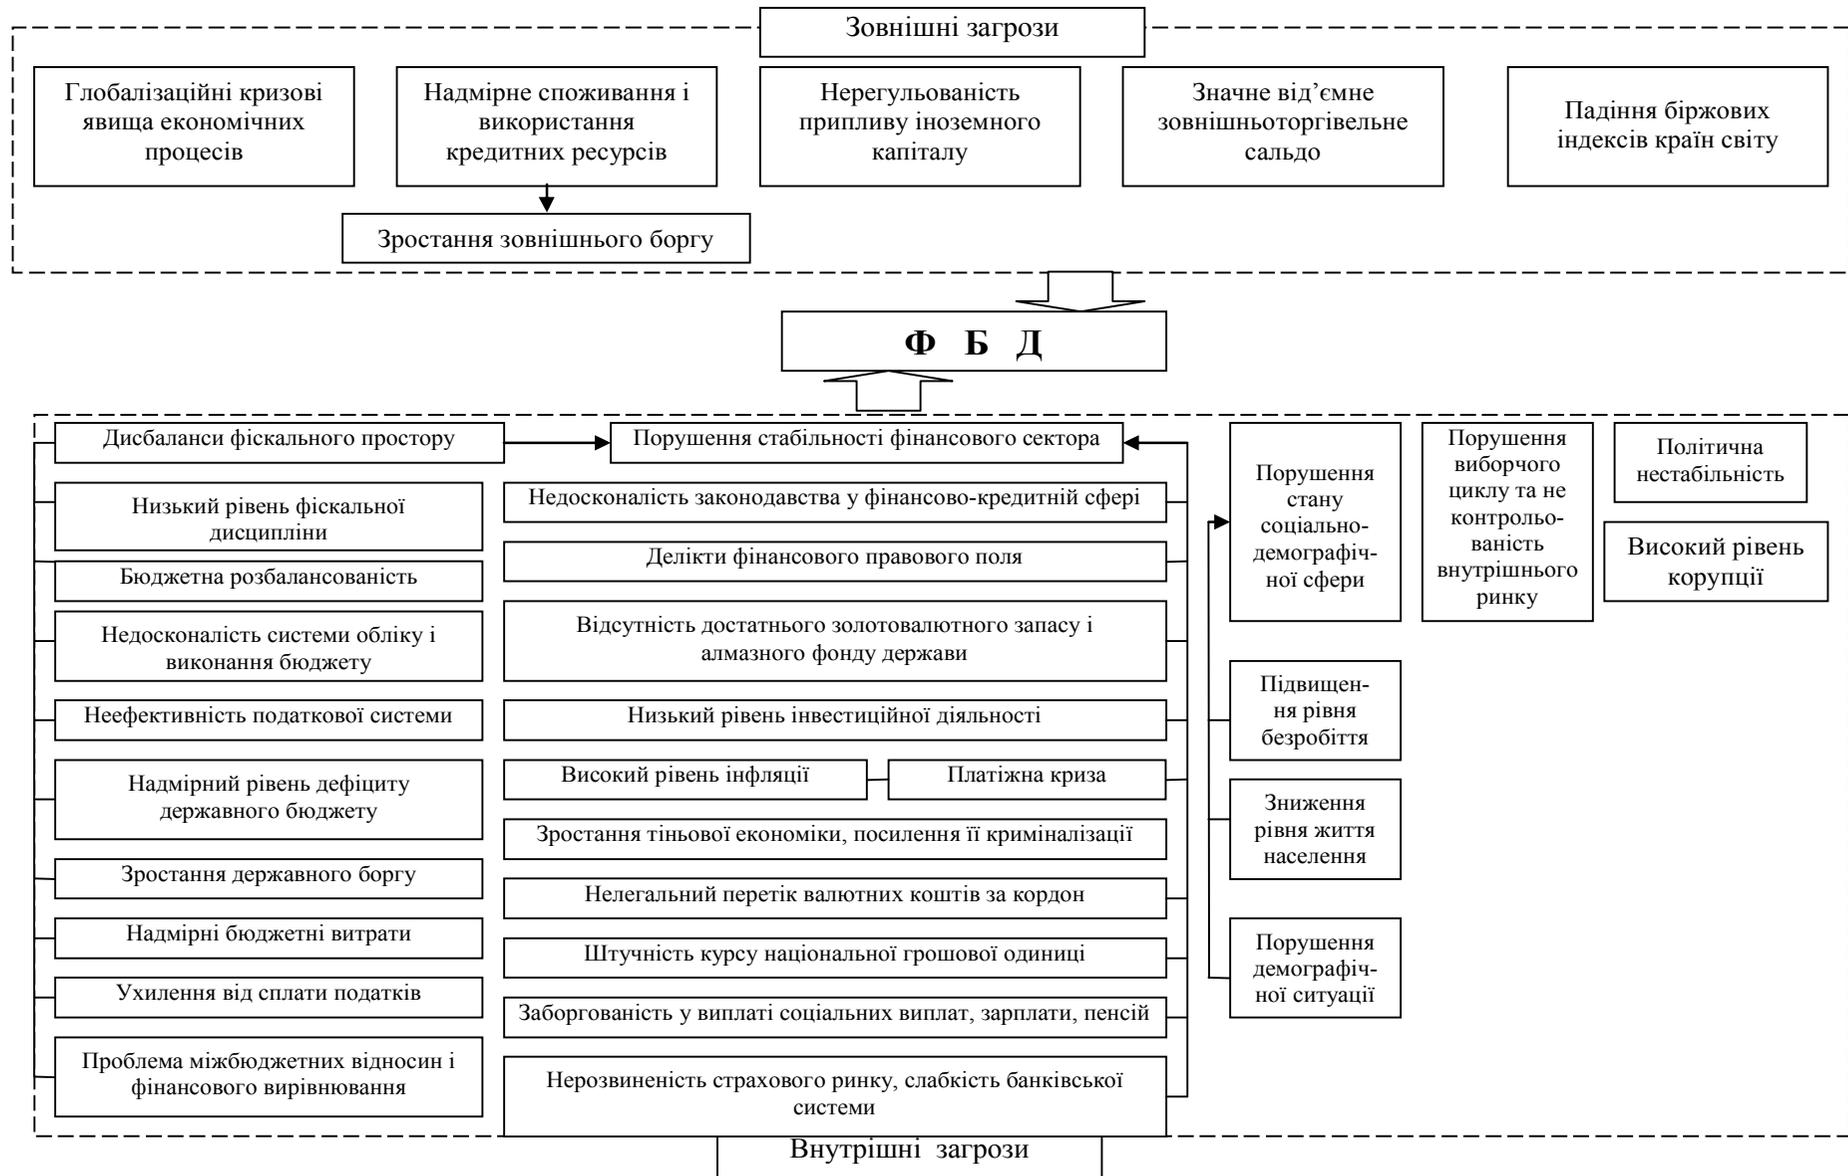 Зовнішні загрози
Глобалізаційні кризові
явища економічних
процесів
Надмірне споживання і
використання
кредитних ресурсів
Нерегульованість
припливу іноземного
капіталу
Значне від’ємне
зовнішньоторгівельне
сальдо
Падіння біржових
індексів країн світу
Зростання зовнішнього боргу
Ф Б Д
Дисбаланси фіскального простору
Низький рівень фіскальної
дисципліни
Бюджетна розбалансованість
Недосконалість системи обліку і
виконання бюджету
Неефективність податкової системи
Надмірний рівень дефіциту
державного бюджету
Зростання державного боргу
Надмірні бюджетні витрати
Ухилення від сплати податків
Проблема міжбюджетних відносин і
фінансового вирівнювання
Порушення стабільності фінансового сектора
Недосконалість законодавства у фінансово-кредитній сфері
Делікти фінансового правового поля
Відсутність достатнього золотовалютного запасу і
алмазного фонду держави
Низький рівень інвестиційної діяльності
Високий рівень інфляції
Платіжна криза
Зростання тіньової економіки, посилення її криміналізації
Нелегальний перетік валютних коштів за кордон
Штучність курсу національної грошової одиниці
Заборгованість у виплаті соціальних виплат, зарплати, пенсій
Нерозвиненість страхового ринку, слабкість банківської
системи
Порушення
стану
соціально-
демографіч-
ної сфери
Підвищен-
ня рівня
безробіття
Зниження
рівня життя
населення
Порушення
демографіч-
ної ситуації
Порушення
виборчого
циклу та не
контрольо-
ваність
внутрішнього
ринку
Політична
нестабільність
Високий рівень
корупції
Внутрішні загрози